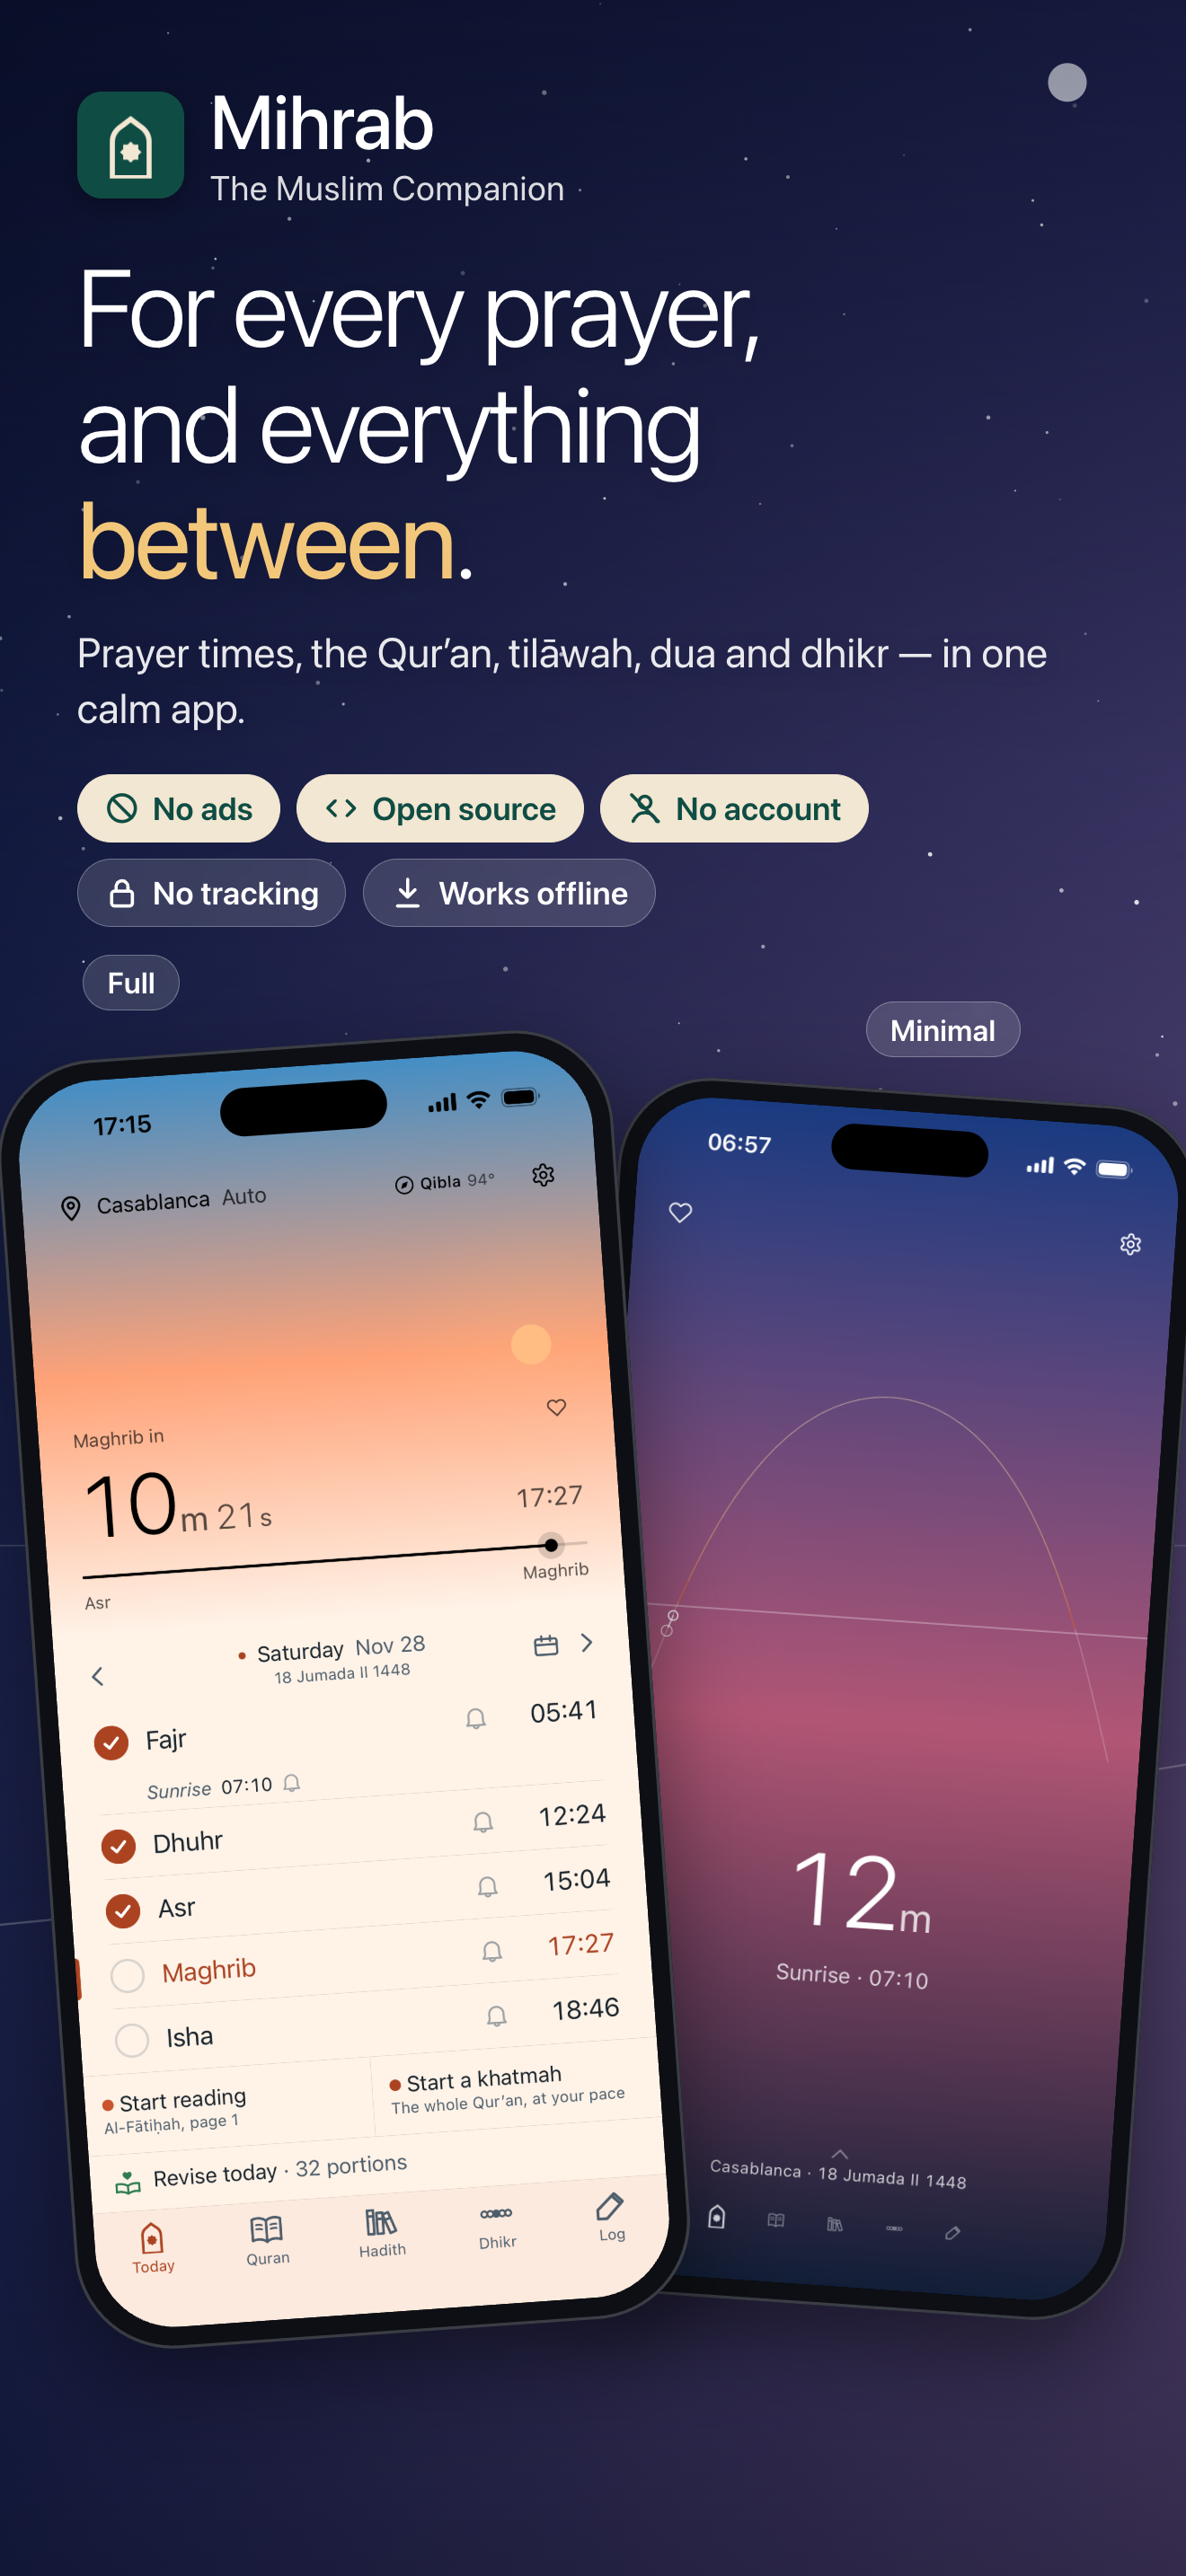 Mihrab
The Muslim Companion
For every prayer,
and everything
between.
Prayer times, the Qur’an, tilāwah, dua and dhikr — in one
calm app.
No ads
Open source
No account
No tracking
Works offline
Full
Minimal
17:15
Casablanca Auto
Qibla 94°
Maghrib in
10m 21s
17:27
Asr
Maghrib
Saturday Nov 28
18 Jumada II 1448
Fajr 05:41
Sunrise 07:10
Dhuhr 12:24
Asr 15:04
Maghrib 17:27
Isha 18:46
Start reading
Al-Fātiḥah, page 1
Start a khatmah
The whole Qur’an, at your pace
Revise today · 32 portions
Today
Quran
Hadith
Dhikr
Log
06:57
12m
Sunrise · 07:10
Casablanca · 18 Jumada II 1448